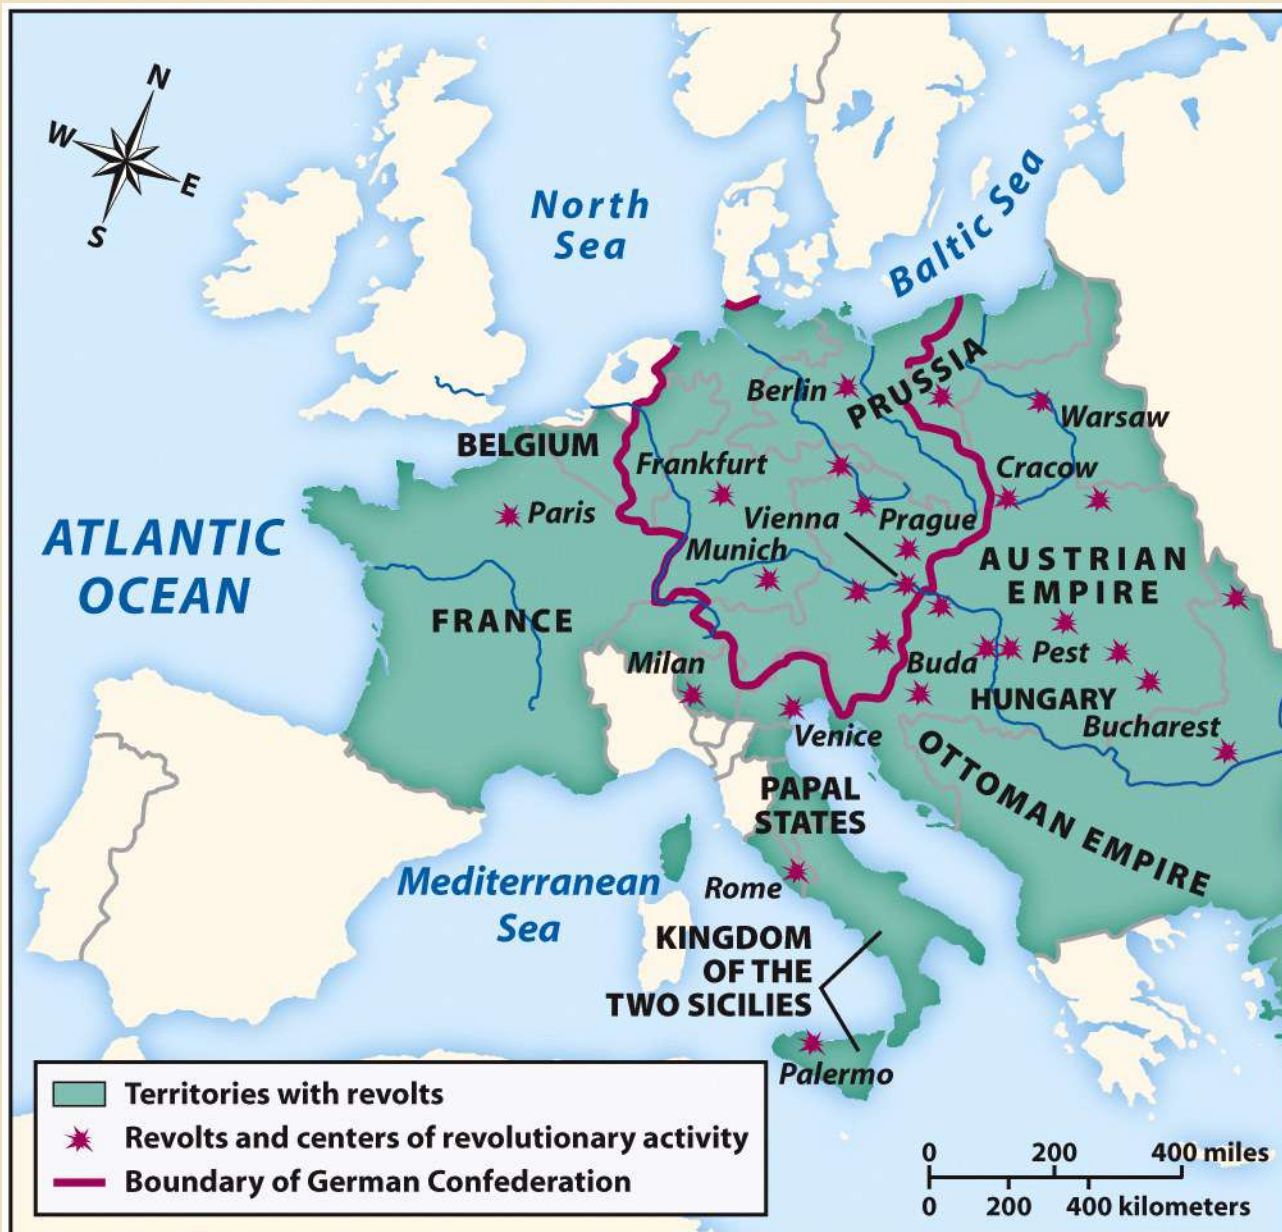 N
W
E
S
North
Sea
Baltic Sea
Berlin
PRUSSIA
Warsaw
BELGIUM
Frankfurt
Cracow
Paris
Vienna
Prague
Munich
ATLANTIC
OCEAN
AUSTRIAN
EMPIRE
FRANCE
Milan
Buda
Pest
HUNGARY
Bucharest
Venice
OTTOMAN EMPIRE
PAPAL
STATES
Mediterranean
Sea
Rome
KINGDOM
OF THE
TWO SICILIES
Palermo
Territories with revolts
Revolts and centers of revolutionary activity
Boundary of German Confederation
0 200 400 miles
0 200 400 kilometers